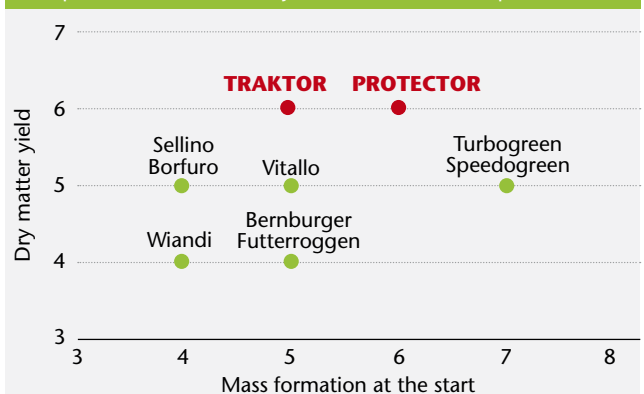 7
TRAKTOR PROTECTOR
6
Sellino
Borfuro
Vitallo
Turbogreen
Speedogreen
5
Wiandi
Bernburger
Futterroggen
4
3
3 4 5 6 7 8
Dry matter yield
Mass formation at the start